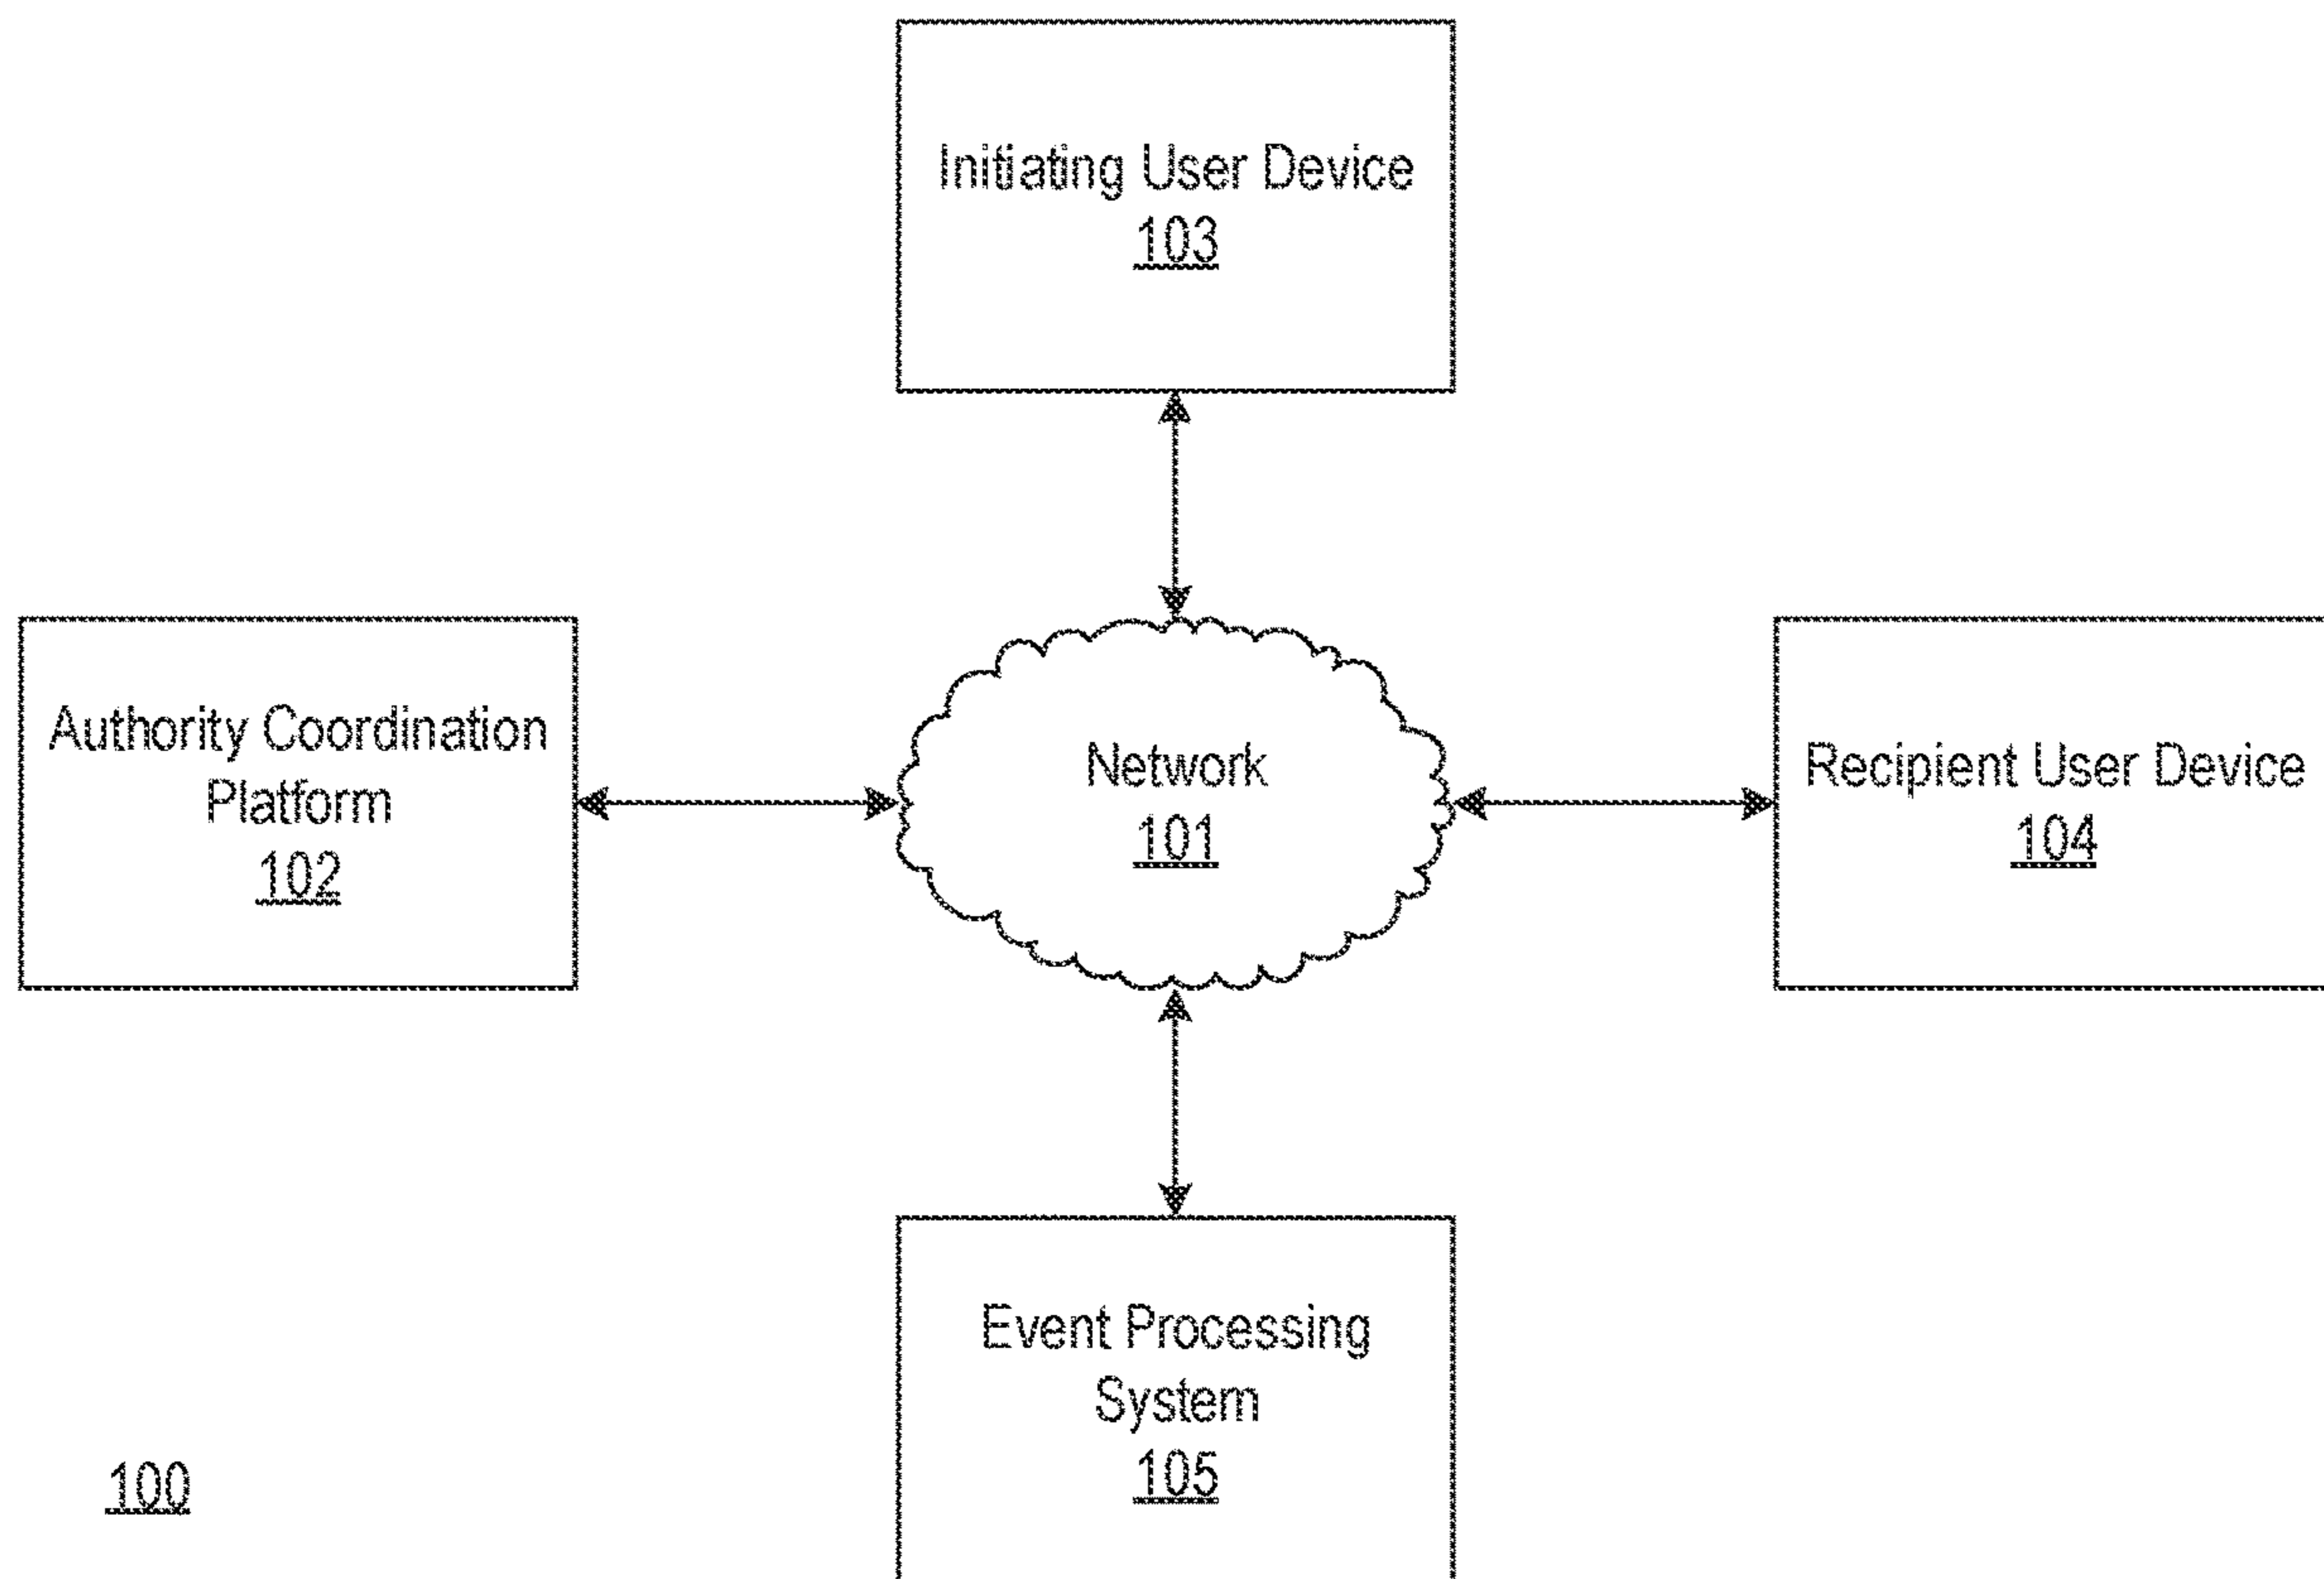 Initiating User Device
103
Authority Coordination
Platform
102
Network
101
Recipient User Device
104
Event Processing
System
105
100